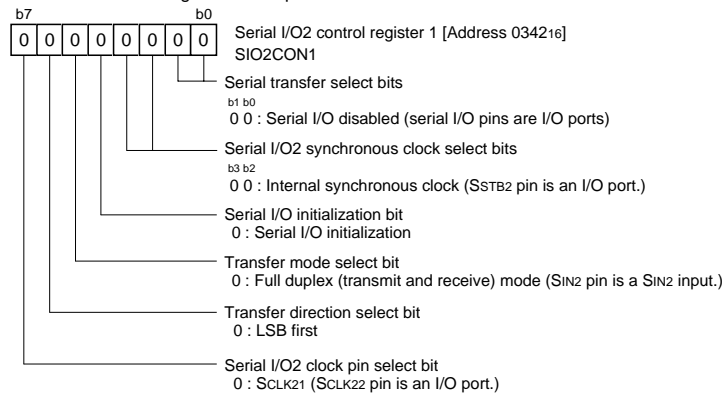 b7 b0
0 0 0 0 0 0 0 0
Serial I/O2 control register 1 [Address 034216]
SIO2CON1
Serial transfer select bits
b1 b0
0 0 : Serial I/O disabled (serial I/O pins are I/O ports)
Serial I/O2 synchronous clock select bits
b3 b2
0 0 : Internal synchronous clock (SSTB2 pin is an I/O port.)
Serial I/O initialization bit
0 : Serial I/O initialization
Transfer mode select bit
0 : Full duplex (transmit and receive) mode (SIN2 pin is a SIN2 input.)
Transfer direction select bit
0 : LSB first
Serial I/O2 clock pin select bit
0 : SCLK21 (SCLK22 pin is an I/O port.)